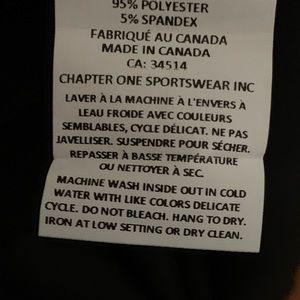 95% POLYESTER
5% SPANDEX
FABRIQUÉ AU CANADA
MADE IN CANADA
CA: 34514
CHAPTER ONE SPORTSWEAR INC
LAVER À LA MACHINE À L'ENVERS À
LEAU FROIDE AVEC COULEURS
SEMBLABLES, CYCLE DÉLICAT. NE PAS
JAVELLISER. SUSPENDRE POUR SÉCHER.
REPASSER À BASSE TEMPÉRATURE
OU NETTOYER À SEC.
MACHINE WASH INSIDE OUT IN COLD
WATER WITH LIKE COLORS DELICATE
CYCLE. DO NOT BLEACH. HANG TO DRY.
IRON AT LOW SETTING OR DRY CLEAN.